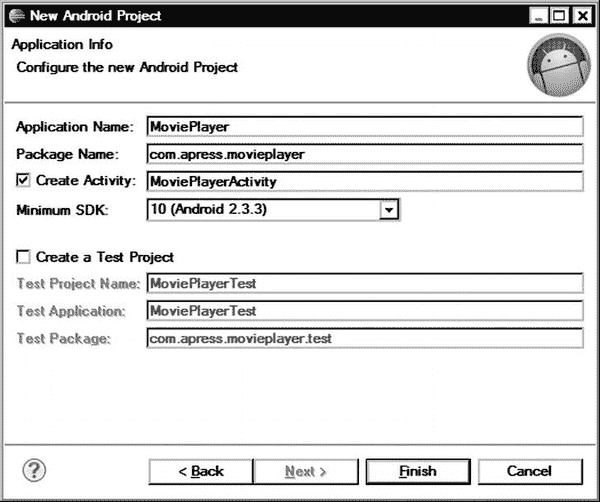 New Android Project
Application Info
Configure the new Android Project
Application Name: MoviePlayer
Package Name: com.apress.movieplayer
Create Activity: MoviePlayerActivity
Minimum SDK: 10 (Android 2.3.3)
Create a Test Project
Test Project Name: MoviePlayerTest
Test Application: MoviePlayerTest
Test Package: com.apress.movieplayer.test
? < Back Next > Finish Cancel